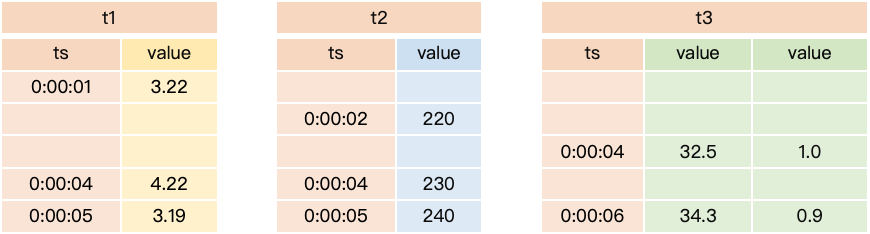 t1 t2 t3
ts value ts value ts value value
0:00:01 3.22
0:00:02 220
0:00:04 32.5 1.0
0:00:04 4.22 0:00:04 230
0:00:05 3.19 0:00:05 240 0:00:06 34.3 0.9